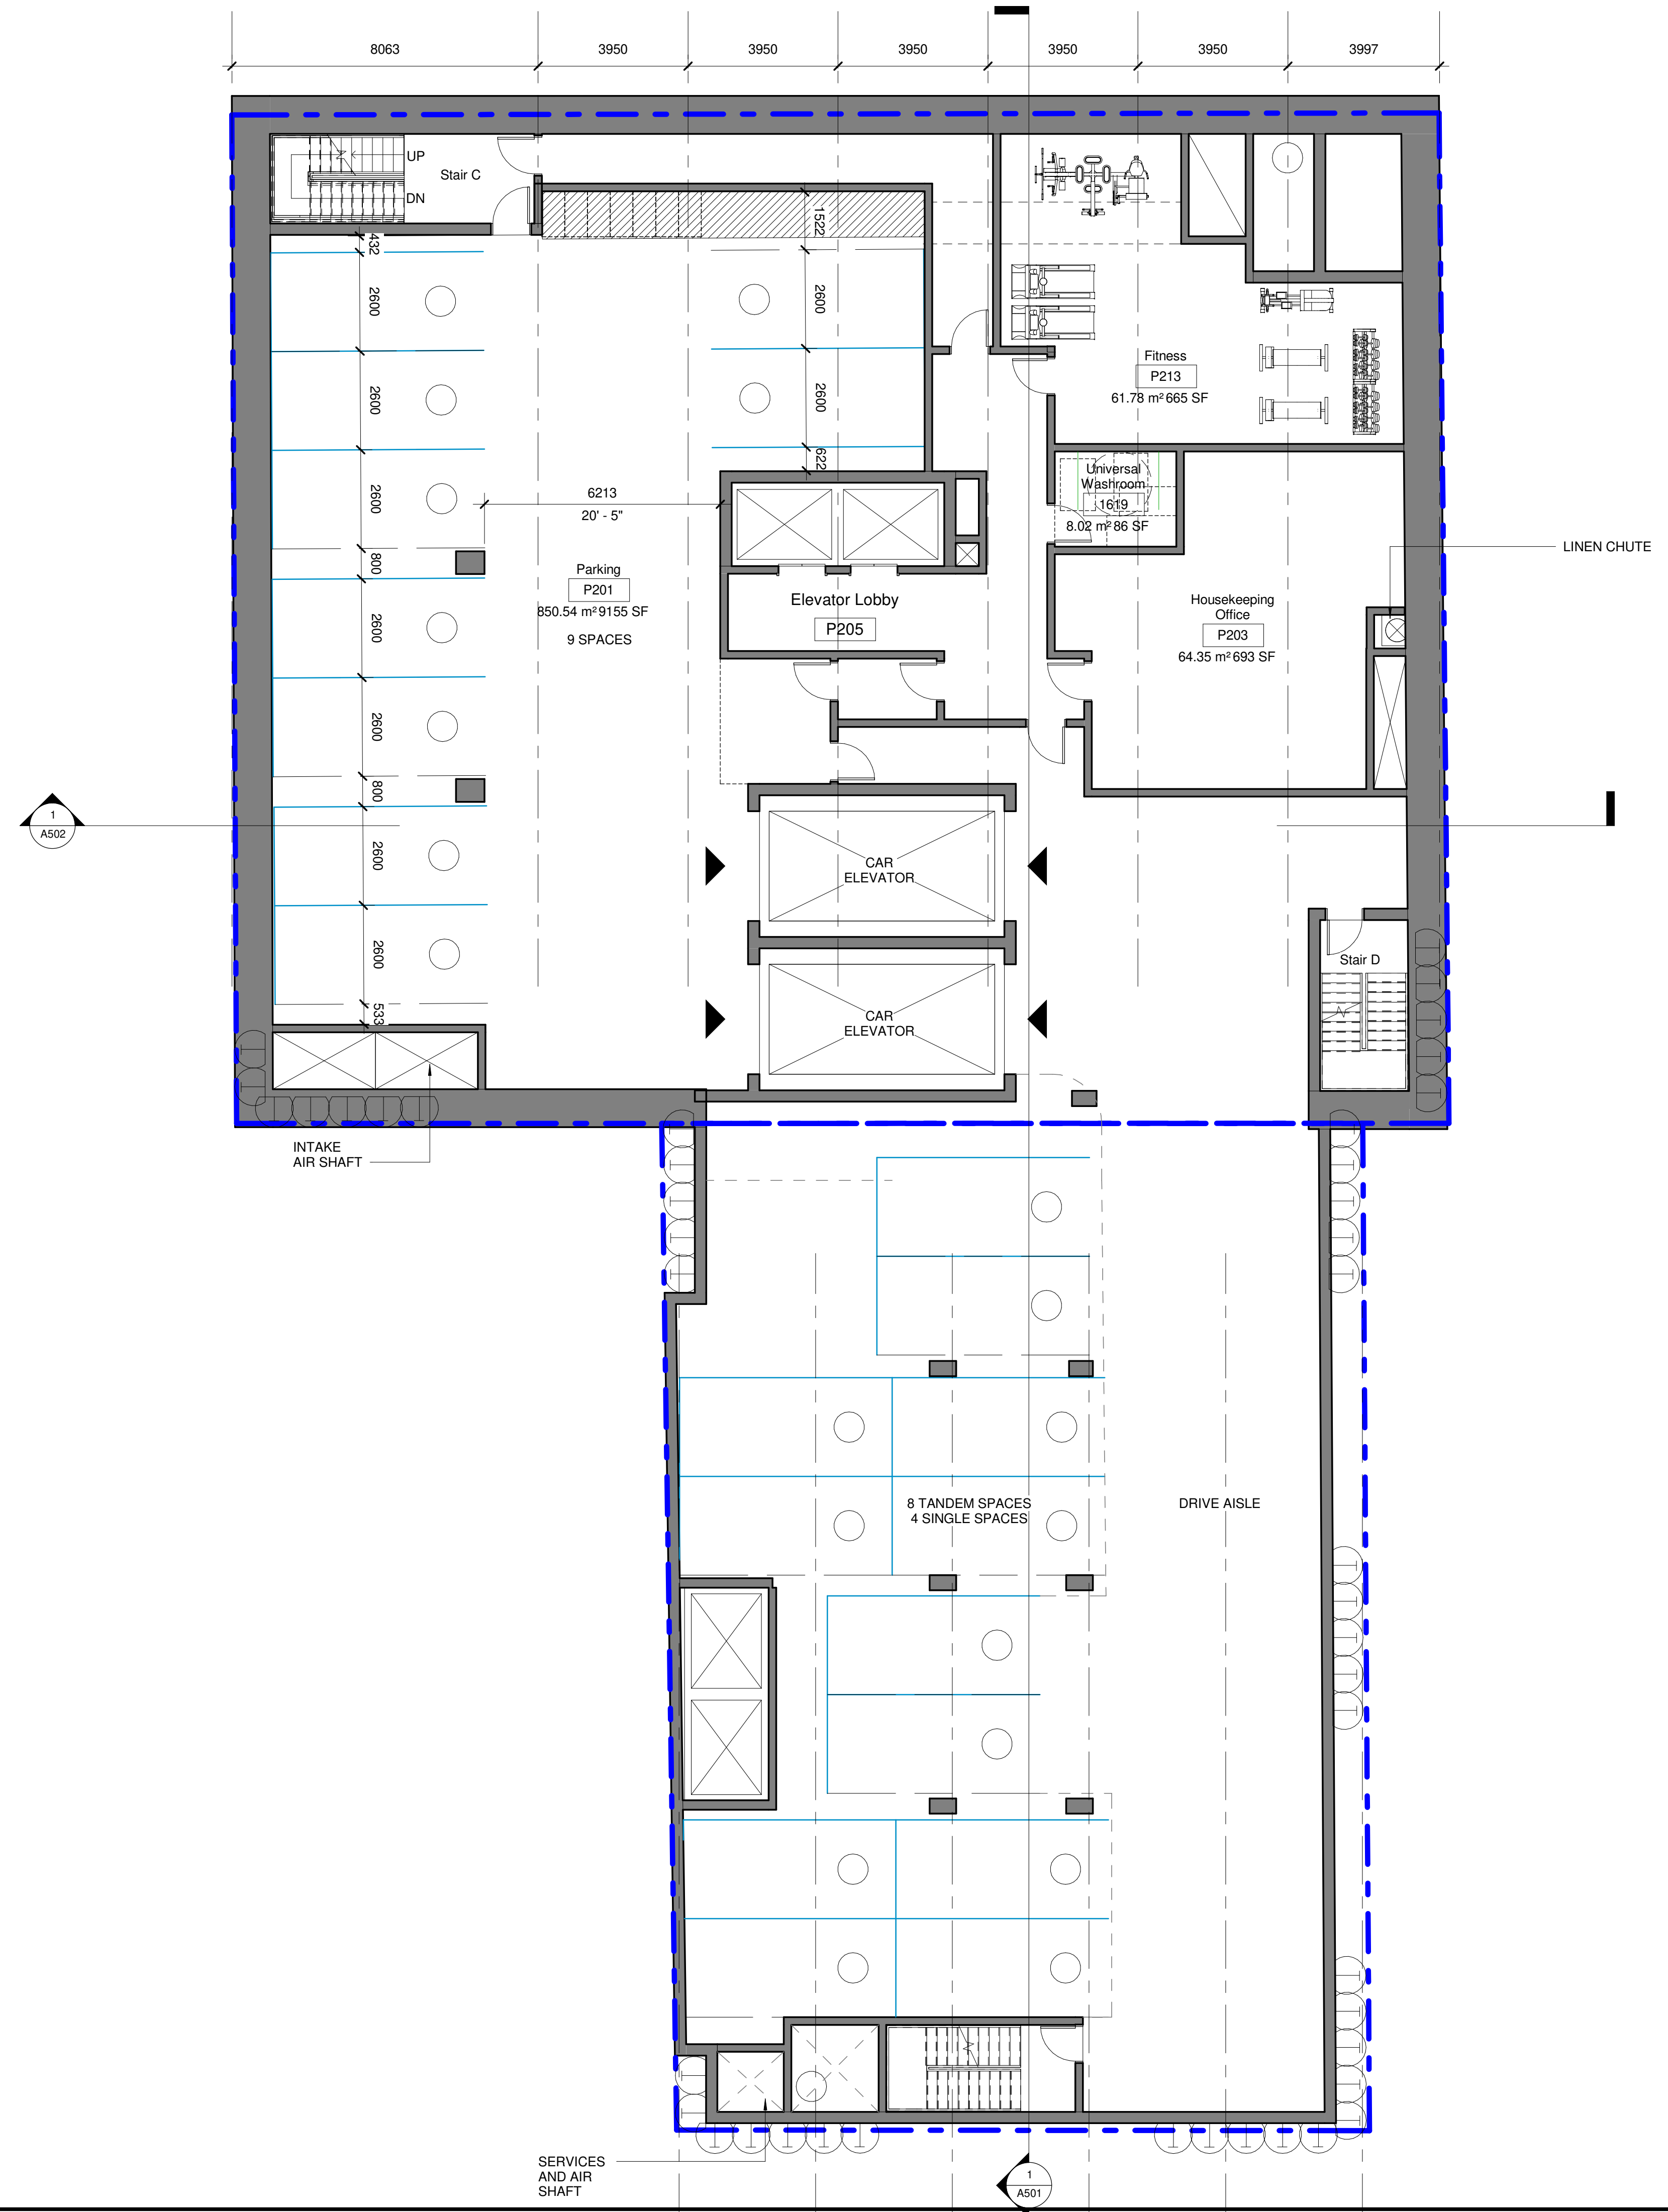 8063
3950
3950
3950
3950
3950
3997
UP
DN
Stair C
432
2600
2600
2600
800
2600
2600
800
2600
2600
533
1522
2600
2600
622
6213
20' - 5"
Fitness
P213
61.78 m² 665 SF
Universal
Washroom
1619
8.02 m² 86 SF
LINEN CHUTE
Parking
P201
850.54 m² 9155 SF
9 SPACES
Elevator Lobby
P205
Housekeeping
Office
P203
64.35 m² 693 SF
1
A502
CAR
ELEVATOR
CAR
ELEVATOR
Stair D
INTAKE
AIR SHAFT
8 TANDEM SPACES
4 SINGLE SPACES
DRIVE AISLE
SERVICES
AND AIR
SHAFT
1
A501